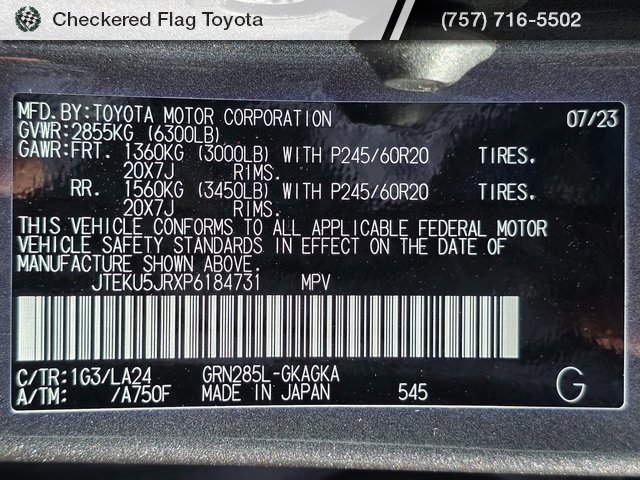 Checkered Flag Toyota
(757) 716-5502
MFD.BY:TOYOTA MOTOR CORPORATION 07/23
GVWR:2855KG (6300LB)
GAWR:FRT. 1360KG (3000LB) WITH P245/60R20 TIRES.
20X7J RIMS.
RR. 1560KG (3450LB) WITH P245/60R20 TIRES.
20X7J RIMS.
THIS VEHICLE CONFORMS TO ALL APPLICABLE FEDERAL MOTOR
VEHICLE SAFETY STANDARDS IN EFFECT ON THE DATE OF
MANUFACTURE SHOWN ABOVE.
JTEKU5JRXP6184731 MPV
C/TR:1G3/LA24 GRN285L-GKAGKA
A/TM: /A750F MADE IN JAPAN 545 G